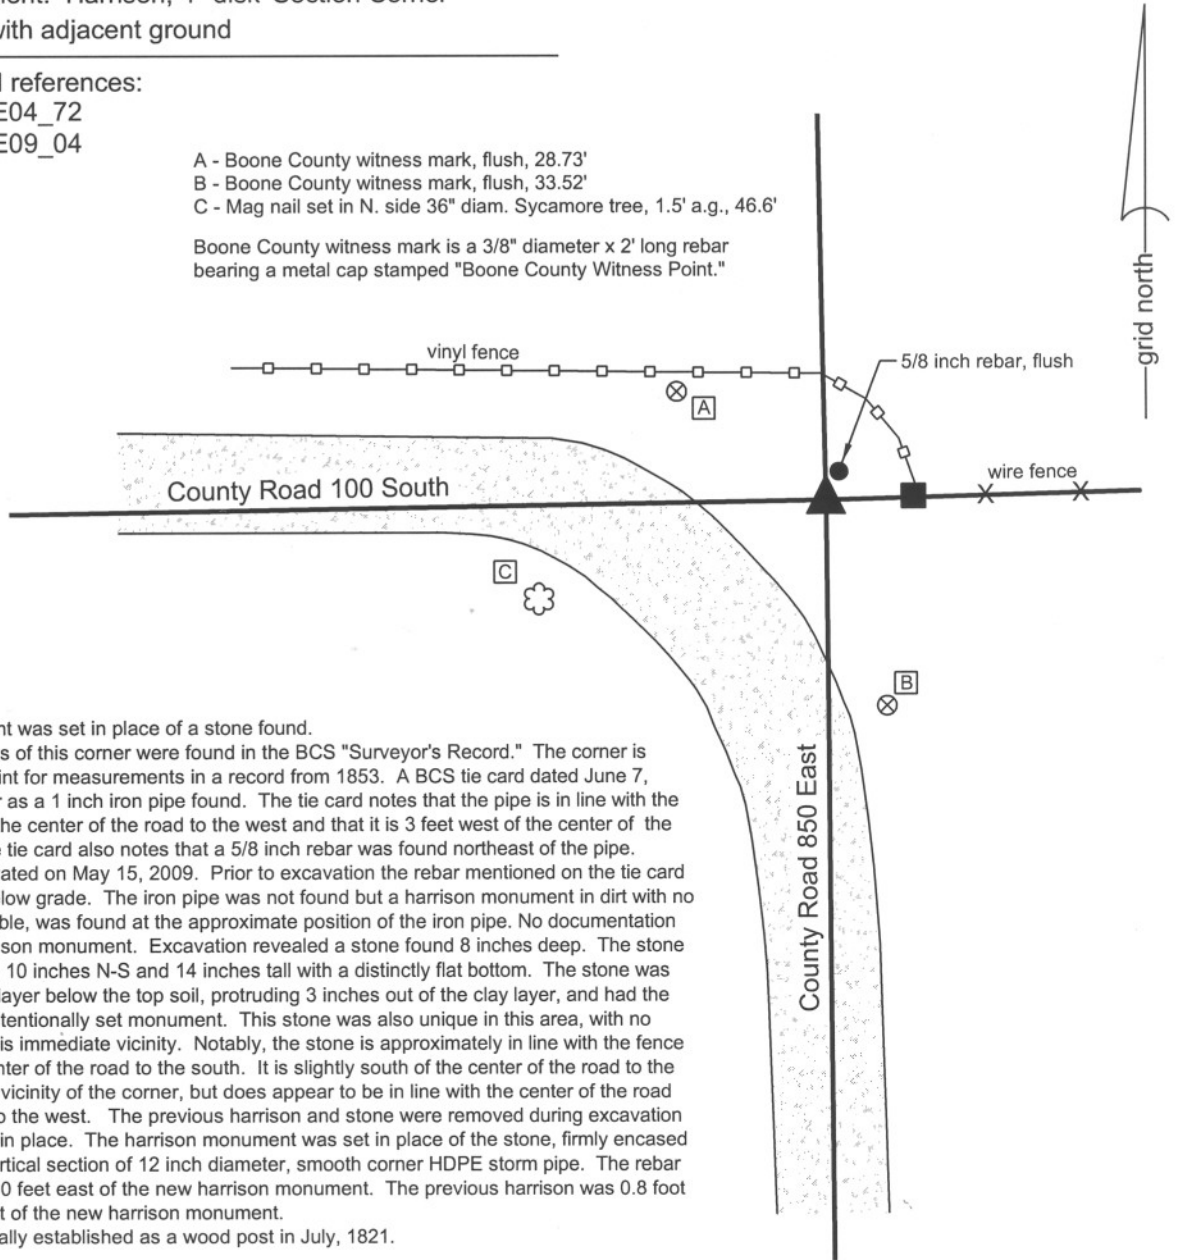 with adjacent ground
references:
E04_72
E09_04
A - Boone County witness mark, flush, 28.73'
B - Boone County witness mark, flush, 33.52'
C - Mag nail set in N. side 36" diam. Sycamore tree, 1.5' a.g., 46.6'
Boone County witness mark is a 3/8" diameter x 2' long rebar
bearing a metal cap stamped "Boone County Witness Point."
grid north
vinyl fence
5/8 inch rebar, flush
A
wire fence
County Road 100 South
C
B
County Road 850 East
nt was set in place of a stone found.
s of this corner were found in the BCS "Surveyor's Record." The corner is
int for measurements in a record from 1853. A BCS tie card dated June 7,
as a 1 inch iron pipe found. The tie card notes that the pipe is in line with the
he center of the road to the west and that it is 3 feet west of the center of the
tie card also notes that a 5/8 inch rebar was found northeast of the pipe.
ated on May 15, 2009. Prior to excavation the rebar mentioned on the tie card
low grade. The iron pipe was not found but a harrison monument in dirt with no
ble, was found at the approximate position of the iron pipe. No documentation
son monument. Excavation revealed a stone found 8 inches deep. The stone
10 inches N-S and 14 inches tall with a distinctly flat bottom. The stone was
layer below the top soil, protruding 3 inches out of the clay layer, and had the
tentionally set monument. This stone was also unique in this area, with no
is immediate vicinity. Notably, the stone is approximately in line with the fence
nter of the road to the south. It is slightly south of the center of the road to the
vicinity of the corner, but does appear to be in line with the center of the road
o the west. The previous harrison and stone were removed during excavation
in place. The harrison monument was set in place of the stone, firmly encased
rtical section of 12 inch diameter, smooth corner HDPE storm pipe. The rebar
0 feet east of the new harrison monument. The previous harrison was 0.8 foot
t of the new harrison monument.
ally established as a wood post in July, 1821.